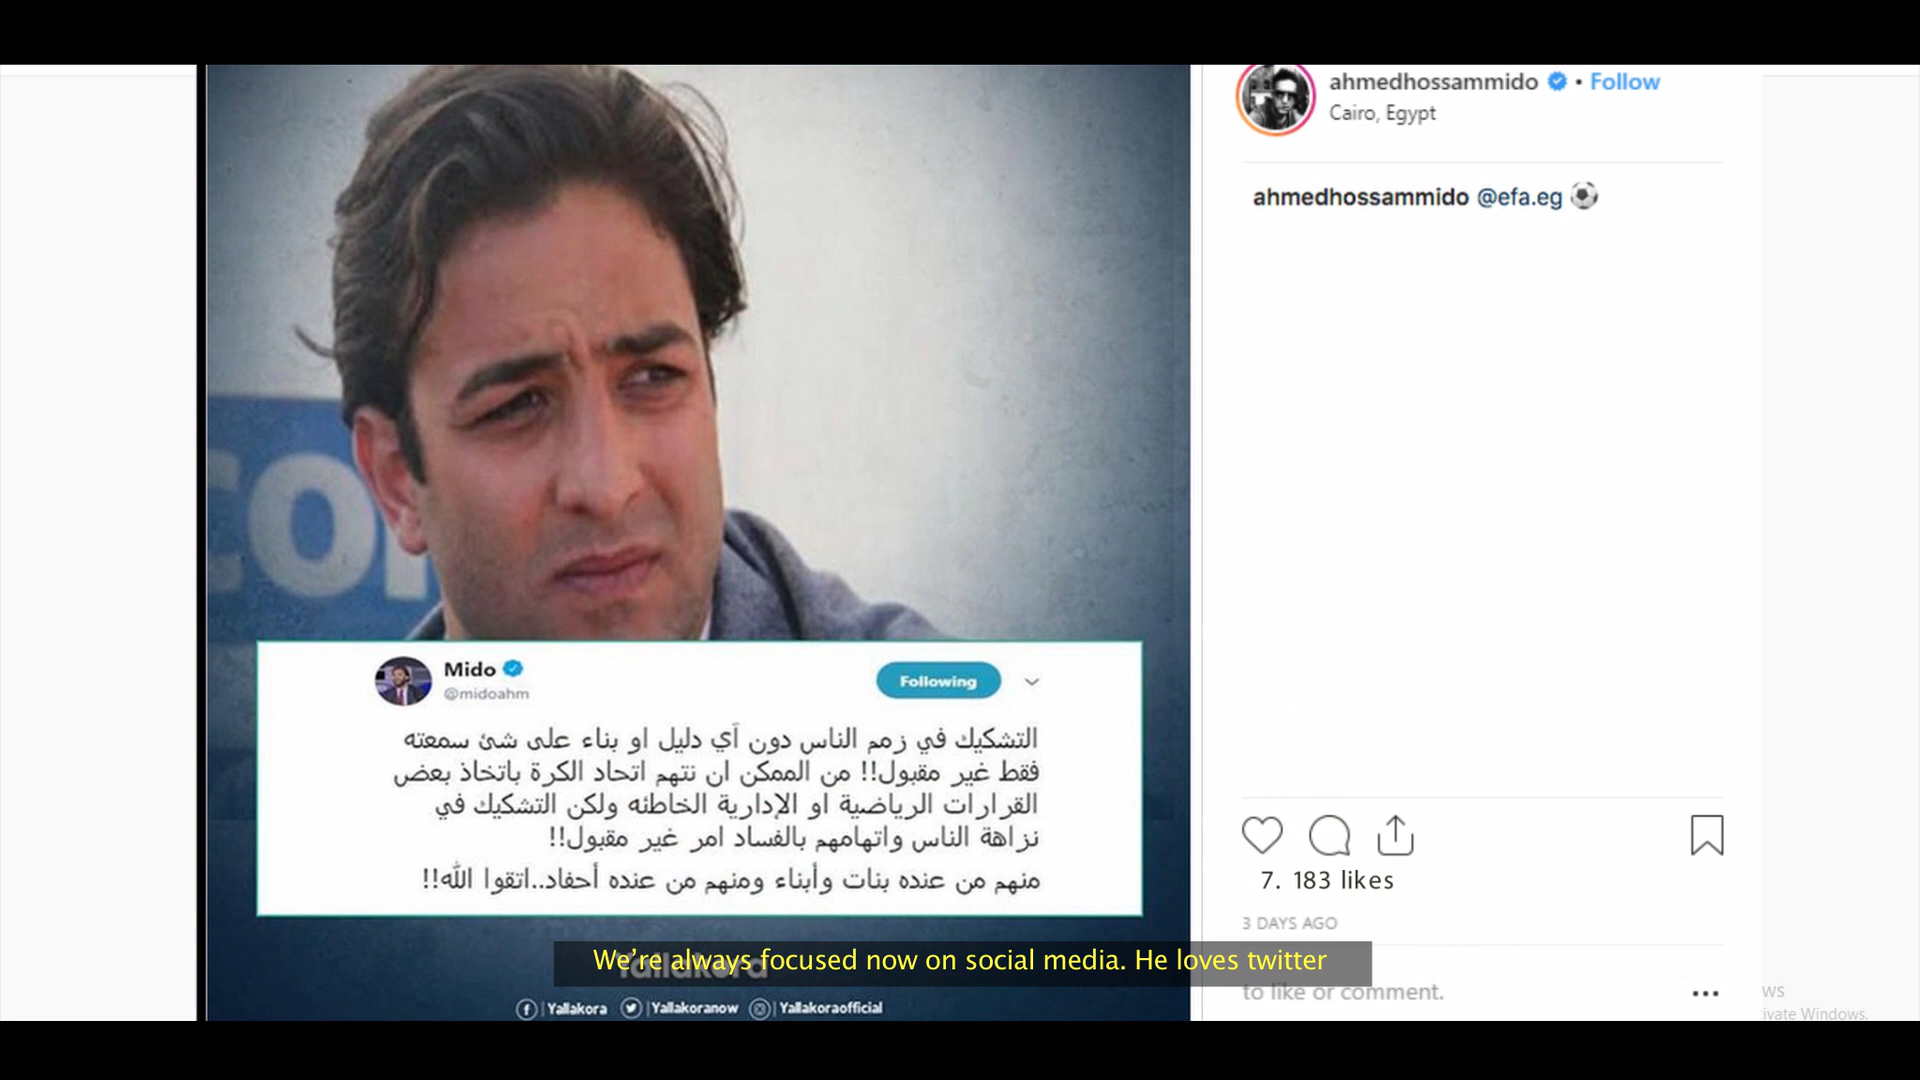 ahmedhossammido • Follow
Cairo, Egypt
ahmedhossammido @efa.eg
Mido
@midoahm
Following
التشكيك في زمم الناس دون آي دليل او بناء على شئ سمعته
فقط غير مقبول!! من الممكن ان نتهم اتحاد الكرة باتخاذ بعض
القرارات الرياضية او الإدارية الخاطئه ولكن التشكيك في
نزاهة الناس واتهامهم بالفساد امر غير مقبول!!
منهم من عنده بنات وأبناء ومنهم من عنده أحفاد..اتقوا الله!!
7. 183 likes
3 DAYS AGO
We're always focused now on social media. He loves twitter
Yallakora
to like or comment.
Yallakora
Yallakoranow
Yallakoraofficial
ws
ivate Windows.